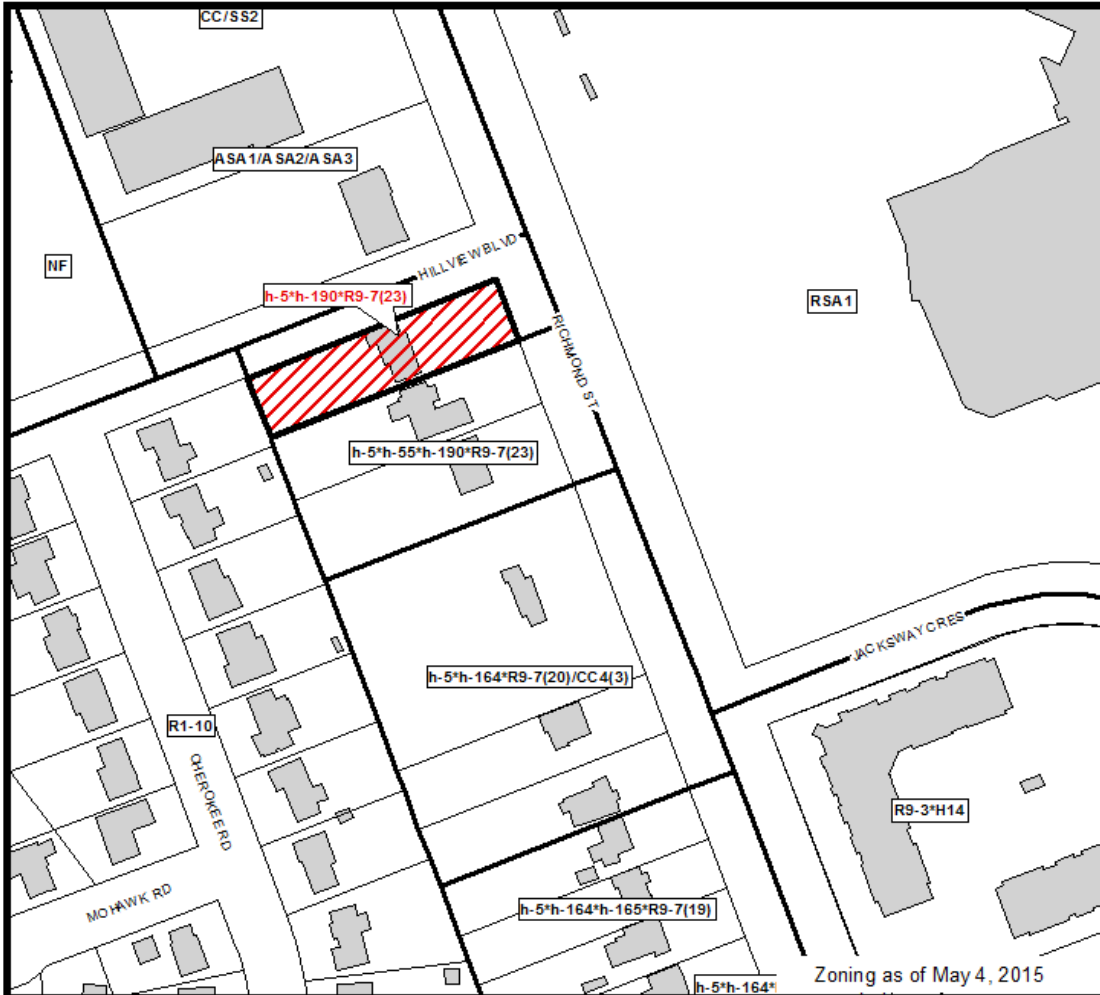 CC/SS2
ASA1/ASA2/ASA3
HILLVIEW BLVD
NF
h-5*h-190*R9-7(23)
RSA1
RICHMOND ST
h-5*h-55*h-190*R9-7(23)
JACKSWAY CRES
h-5*h-164*R9-7(20)/CC4(3)
R1-10
CHEROKEE RD
R9-3*H14
MOHAWK RD
h-5*h-164*h-165*R9-7(19)
h-5*h-164*
Zoning as of May 4, 2015